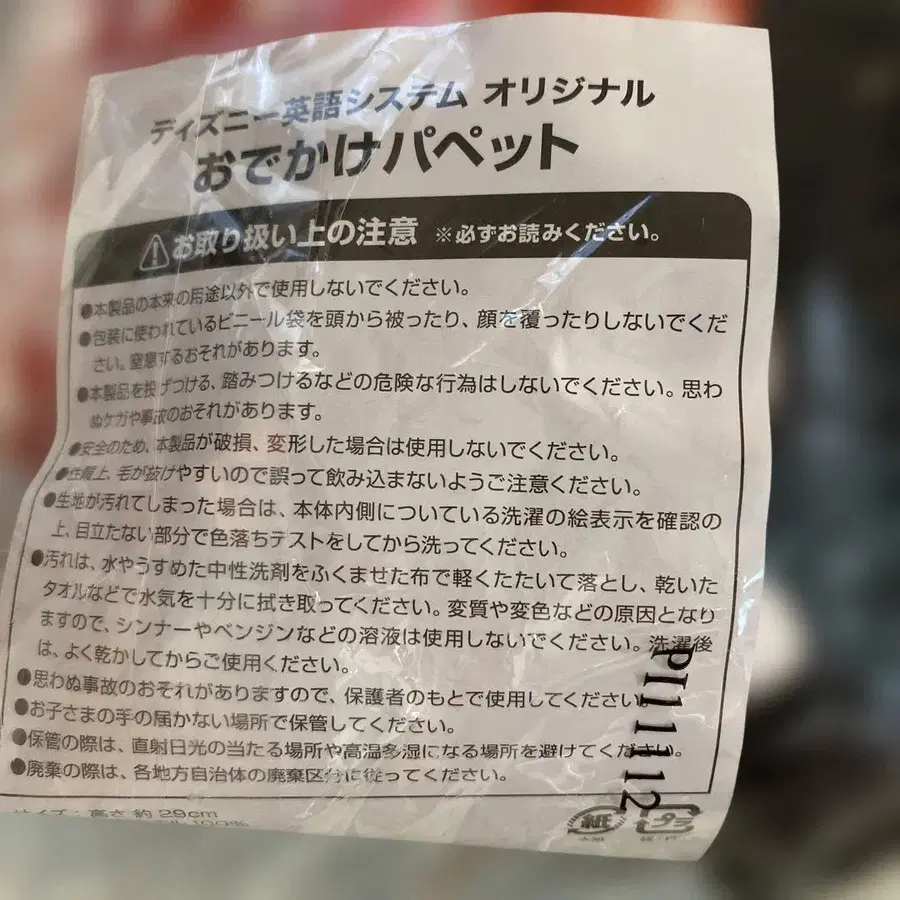 ディズニー英語システム オリジナル
おでかけパペット
お取り扱い上の注意 ※必ずお読みください。
●本製品の本来の用途以外で使用しないでください。
●包装に使われているビニール袋を頭から被ったり、顔を覆ったりしないでくだ
さい。窒息するおそれがあります。
●本製品を投げつける、踏みつけるなどの危険な行為はしないでください。思わ
ぬケガや事故のおそれがあります。
●安全のため、本製品が破損、変形した場合は使用しないでください。
●性質上、毛が抜けやすいので誤って飲み込まないようご注意ください。
●生地が汚れてしまった場合は、本体内側についている洗濯の絵表示を確認の
上、目立たない部分で色落ちテストをしてから洗ってください。
●汚れは、水やうすめた中性洗剤をふくませた布で軽くたたいて落とし、乾いた
タオルなどで水気を十分に拭き取ってください。変質や変色などの原因となり
ますので、シンナーやベンジンなどの溶液は使用しないでください。洗濯後
は、よく乾かしてからご使用ください。
●思わぬ事故のおそれがありますので、保護者のもとで使用してください。
●お子さまの手の届かない場所で保管してください。
●保管の際は、直射日光の当たる場所や高温多湿になる場所を避けてください。
●廃棄の際は、各地方自治体の廃棄区分に従ってください。
PI111112
サイズ:高さ 約 29cm
100%
紙
プラ